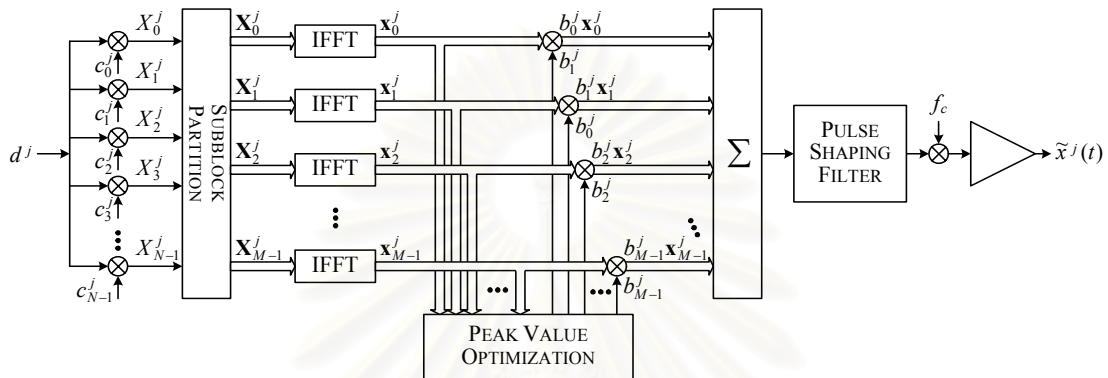 d^j
X_0^j
c_0^j
X_1^j
c_1^j
X_2^j
c_2^j
X_3^j
c_3^j
X_{N-1}^j
c_{N-1}^j
SUBBLOCK
PARTITION
X_0^j IFFT x_0^j
b_0^j x_0^j
b_1^j
X_1^j IFFT x_1^j
b_1^j x_1^j
b_0^j
X_2^j IFFT x_2^j
b_2^j x_2^j
b_2^j
X_{M-1}^j IFFT x_{M-1}^j
b_{M-1}^j x_{M-1}^j
b_{M-1}^j
PEAK VALUE
OPTIMIZATION
Σ
PULSE
SHAPING
FILTER
f_c
x̃^j(t)